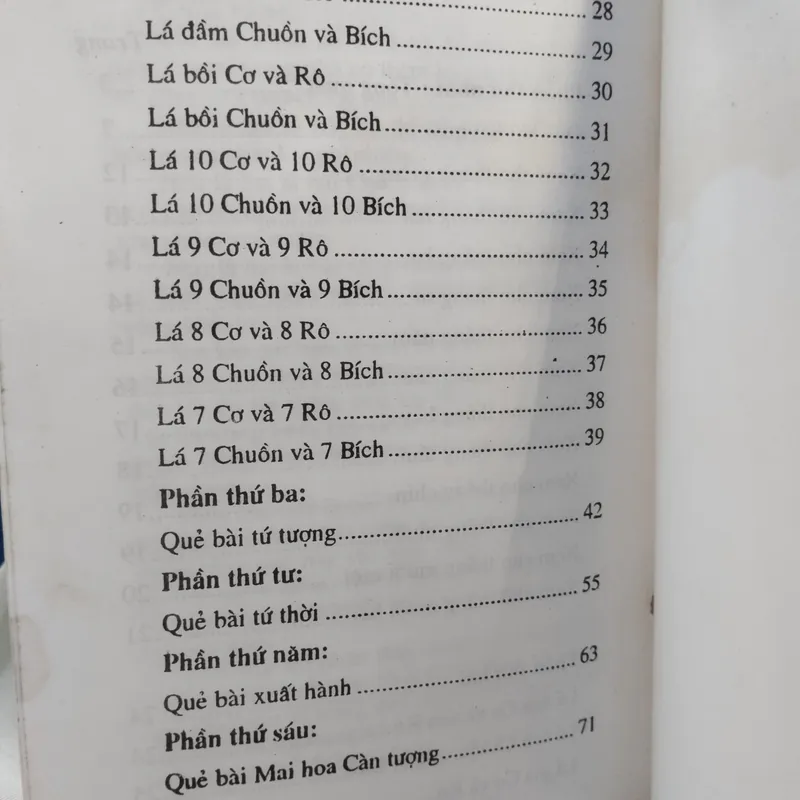 28
Lá đầm Chuồn và Bích 29
Lá bồi Cơ và Rô 30
Lá bồi Chuồn và Bích 31
Lá 10 Cơ và 10 Rô 32
Lá 10 Chuồn và 10 Bích 33
Lá 9 Cơ và 9 Rô 34
Lá 9 Chuồn và 9 Bích 35
Lá 8 Cơ và 8 Rô 36
Lá 8 Chuồn và 8 Bích 37
Lá 7 Cơ và 7 Rô 38
Lá 7 Chuồn và 7 Bích 39
Phần thứ ba:
Quẻ bài tứ tượng 42
Phần thứ tư:
Quẻ bài tứ thời 55
Phần thứ năm:
Quẻ bài xuất hành 63
Phần thứ sáu:
Quẻ bài Mai hoa Càn tượng 71